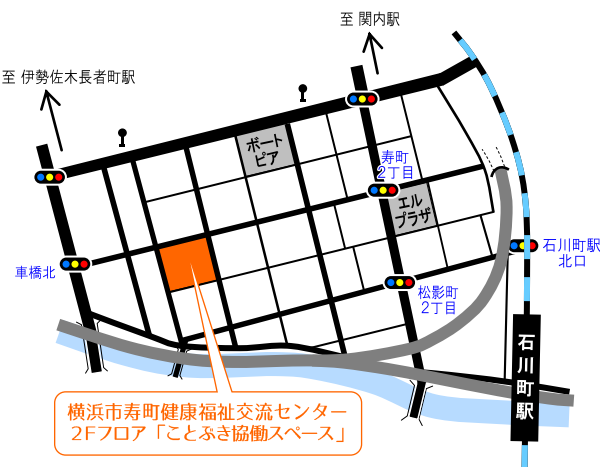 至 関内駅
至 伊勢佐木長者町駅
ボート
ピア
寿町
2丁目
エル
プラザ
石川町駅
北口
車橋北
松影町
2丁目
石川町駅
横浜市寿町健康福祉交流センター
2Fフロア「ことぶき協働スペース」